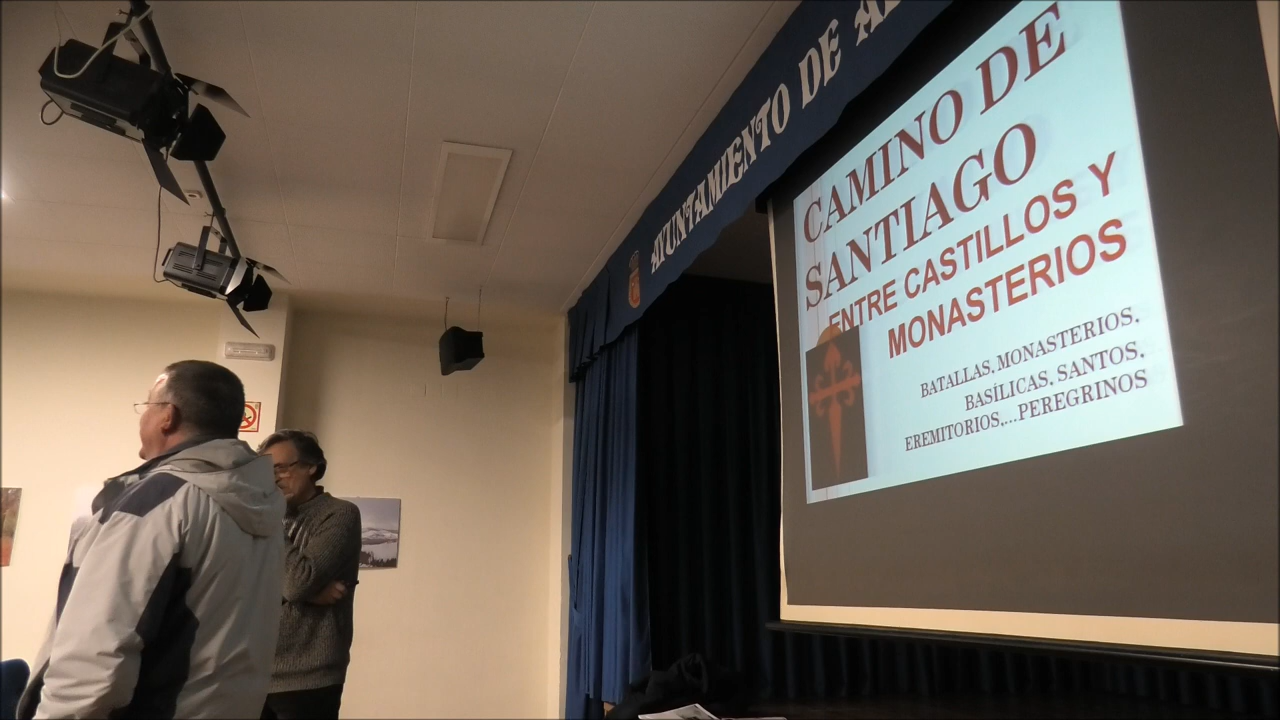 AYUNTAMIENTO DE
CAMINO DE
SANTIAGO
ENTRE CASTILLOS Y
MONASTERIOS
BATALLAS, MONASTERIOS,
BASÍLICAS, SANTOS,
EREMITORIOS,...PEREGRINOS